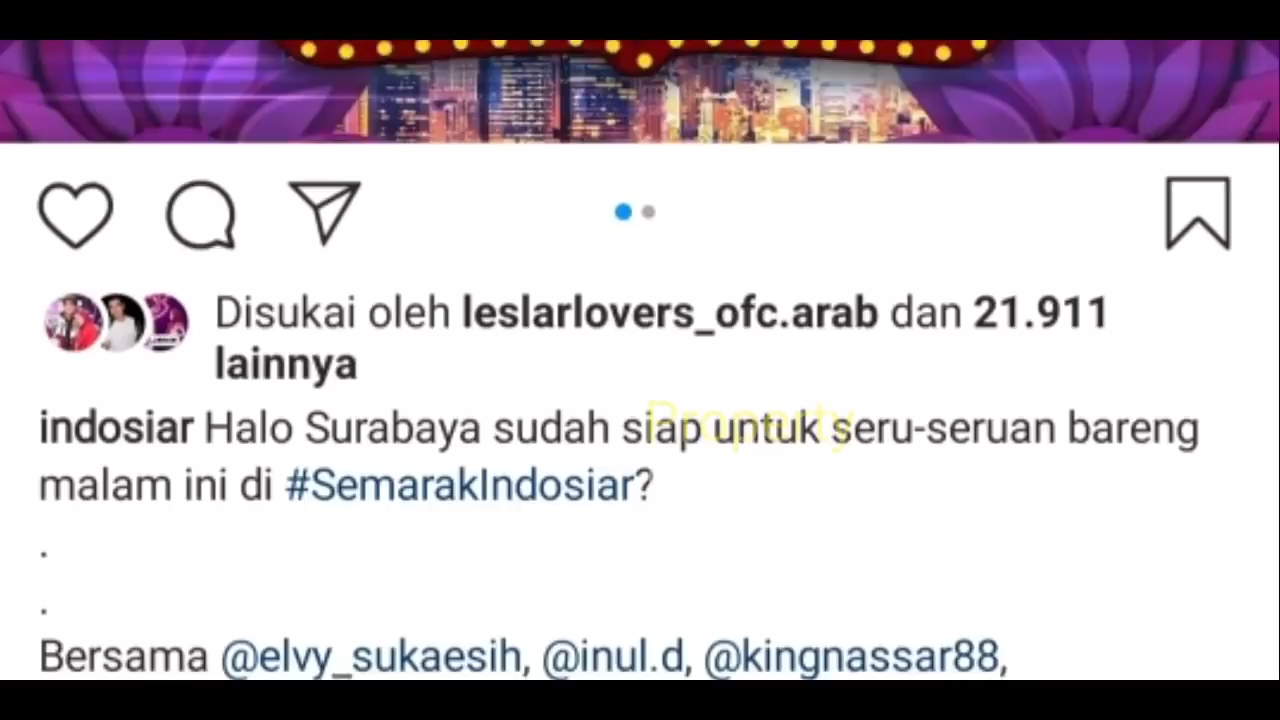 Disukai oleh leslarlovers_ofc.arab dan 21.911
lainnya
indosiar Halo Surabaya sudah siap untuk seru-seruan bareng
Property
malam ini di #SemarakIndosiar?
.
.
Bersama @elvy_sukaesih, @inul.d, @kingnassar88,